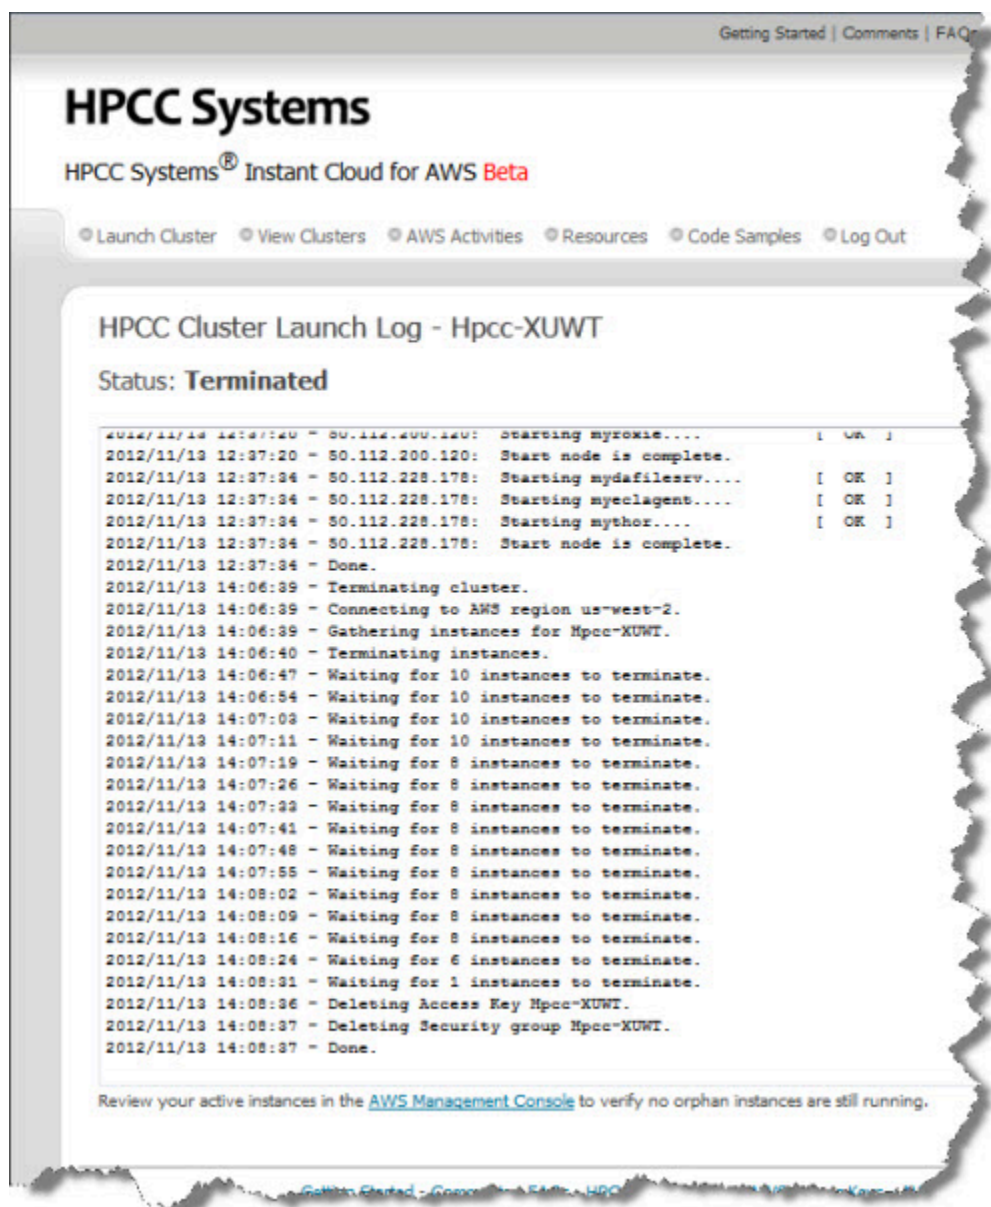 Getting Started | Comments | FAQs
HPCC Systems
HPCC Systems® Instant Cloud for AWS Beta
Launch Cluster View Clusters AWS Activities Resources Code Samples Log Out
HPCC Cluster Launch Log - Hpcc-XUWT
Status: Terminated
2012/11/13 12:37:20 - 50.112.200.120: Starting myroxie.... [ OK ]
2012/11/13 12:37:20 - 50.112.200.120: Start node is complete.
2012/11/13 12:37:34 - 50.112.228.178: Starting mydafilesrv.... [ OK ]
2012/11/13 12:37:34 - 50.112.228.178: Starting myeclagent.... [ OK ]
2012/11/13 12:37:34 - 50.112.228.178: Starting mythor.... [ OK ]
2012/11/13 12:37:34 - 50.112.228.178: Start node is complete.
2012/11/13 12:37:34 - Done.
2012/11/13 14:06:39 - Terminating cluster.
2012/11/13 14:06:39 - Connecting to AWS region us-west-2.
2012/11/13 14:06:39 - Gathering instances for Hpcc-XUWT.
2012/11/13 14:06:40 - Terminating instances.
2012/11/13 14:06:47 - Waiting for 10 instances to terminate.
2012/11/13 14:06:54 - Waiting for 10 instances to terminate.
2012/11/13 14:07:03 - Waiting for 10 instances to terminate.
2012/11/13 14:07:11 - Waiting for 10 instances to terminate.
2012/11/13 14:07:19 - Waiting for 8 instances to terminate.
2012/11/13 14:07:26 - Waiting for 8 instances to terminate.
2012/11/13 14:07:33 - Waiting for 8 instances to terminate.
2012/11/13 14:07:41 - Waiting for 8 instances to terminate.
2012/11/13 14:07:48 - Waiting for 8 instances to terminate.
2012/11/13 14:07:55 - Waiting for 8 instances to terminate.
2012/11/13 14:08:02 - Waiting for 8 instances to terminate.
2012/11/13 14:08:09 - Waiting for 8 instances to terminate.
2012/11/13 14:08:16 - Waiting for 8 instances to terminate.
2012/11/13 14:08:24 - Waiting for 6 instances to terminate.
2012/11/13 14:08:31 - Waiting for 1 instances to terminate.
2012/11/13 14:08:36 - Deleting Access Key Hpcc-XUWT.
2012/11/13 14:08:37 - Deleting Security group Hpcc-XUWT.
2012/11/13 14:08:37 - Done.
Review your active instances in the AWS Management Console to verify no orphan instances are still running.